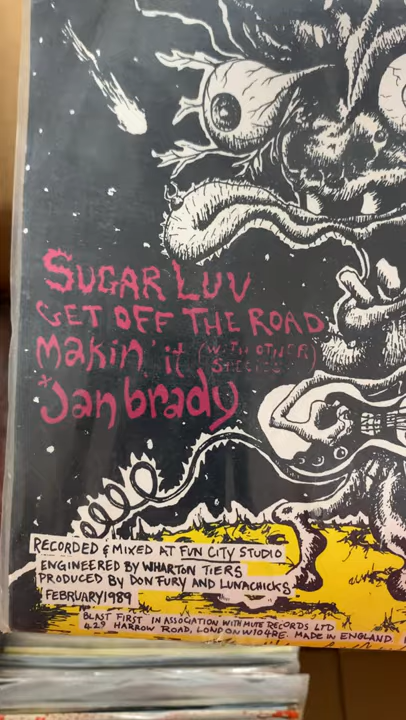 SUGAR LUV
GET OFF THE ROAD
makin' it (WITH OTHER
SPECIES)
* Jan brady
RECORDED & MIXED AT FUN CITY STUDIO
ENGINEERED BY WHARTON TIERS
PRODUCED BY DON FURY AND LUNACHICKS
FEBRUARY 1989
BLAST FIRST IN ASSOCIATION WITH MUTE RECORDS LTD
429 HARROW ROAD, LONDON W10 4RE. MADE IN ENGLAND